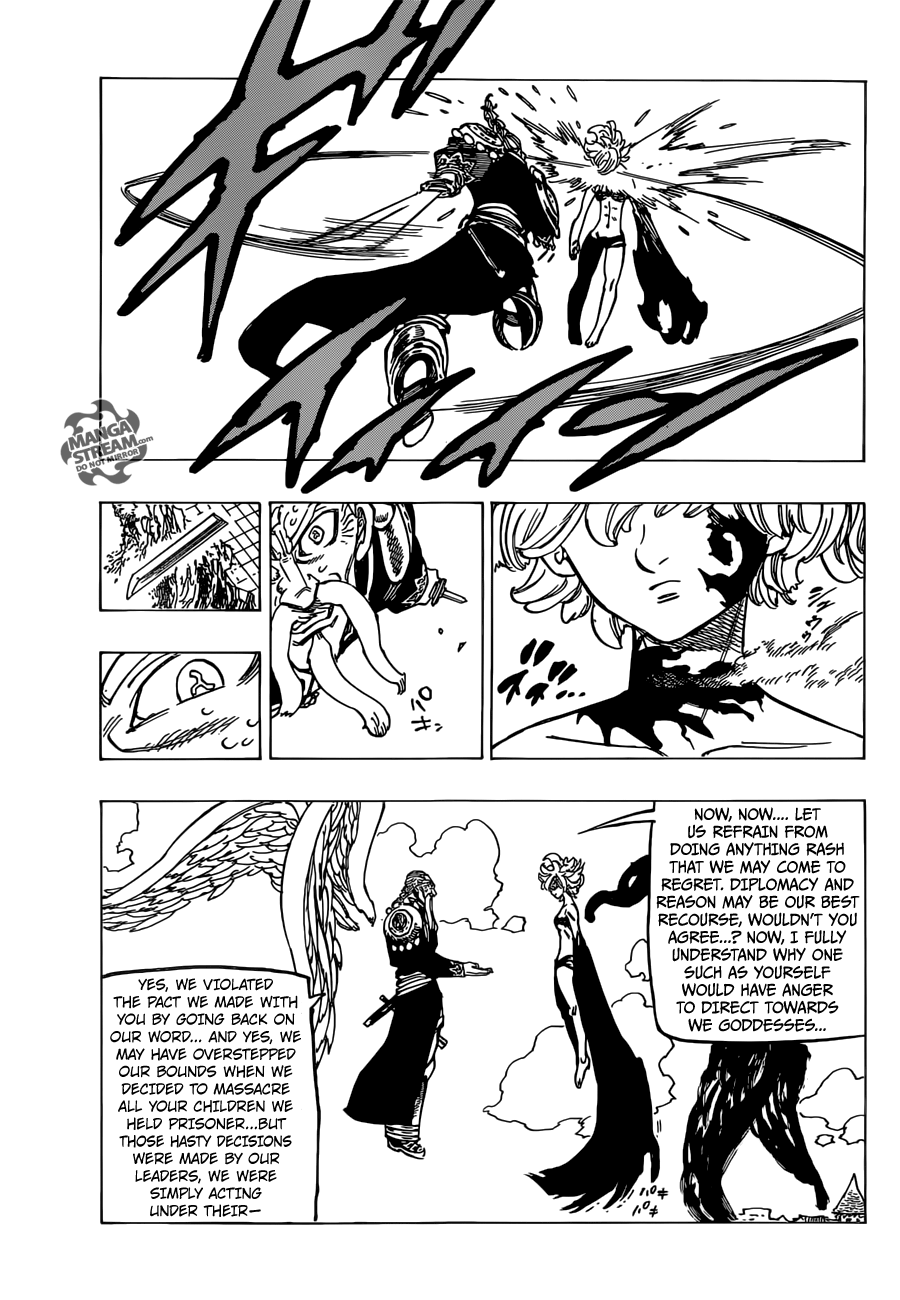 MANGA
STREAM.com
DO NOT MIRROR
ズズ…
NOW, NOW.... LET
US REFRAIN FROM
DOING ANYTHING RASH
THAT WE MAY COME TO
REGRET. DIPLOMACY AND
REASON MAY BE OUR BEST
RECOURSE, WOULDN'T YOU
AGREE...? NOW, I FULLY
UNDERSTAND WHY ONE
SUCH AS YOURSELF
WOULD HAVE ANGER
TO DIRECT TOWARDS
WE GODDESSES...
YES, WE VIOLATED
THE PACT WE MADE WITH
YOU BY GOING BACK ON
OUR WORD... AND YES, WE
MAY HAVE OVERSTEPPED
OUR BOUNDS WHEN WE
DECIDED TO MASSACRE
ALL YOUR CHILDREN WE
HELD PRISONER...BUT
THOSE HASTY DECISIONS
WERE MADE BY OUR
LEADERS, WE WERE
SIMPLY ACTING
UNDER THEIR—